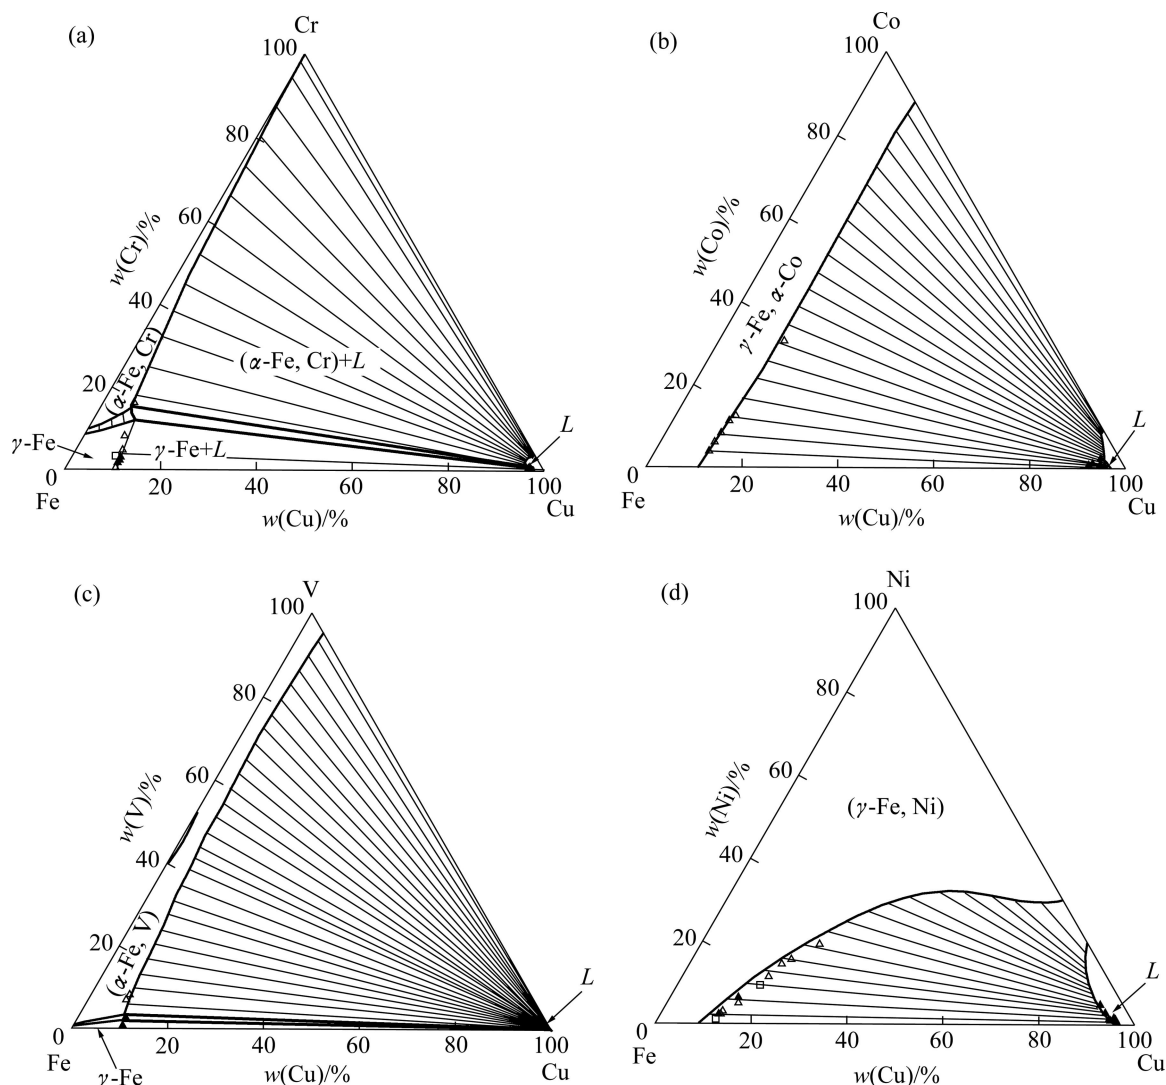 (a)
Cr
100
80
60
40
20
0
w(Cr)/%
(α-Fe, Cr)
(α-Fe, Cr)+L
γ-Fe
γ-Fe+L
L
Fe
20
40
60
80
100
Cu
w(Cu)/%
(b)
Co
100
80
60
40
20
0
w(Co)/%
γ-Fe, α-Co
L
Fe
20
40
60
80
100
Cu
w(Cu)/%
(c)
V
100
80
60
40
20
0
w(V)/%
(α-Fe, V)
L
Fe
γ-Fe
20
40
60
80
100
Cu
w(Cu)/%
(d)
Ni
100
80
60
40
20
0
w(Ni)/%
(γ-Fe, Ni)
L
Fe
20
40
60
80
100
Cu
w(Cu)/%